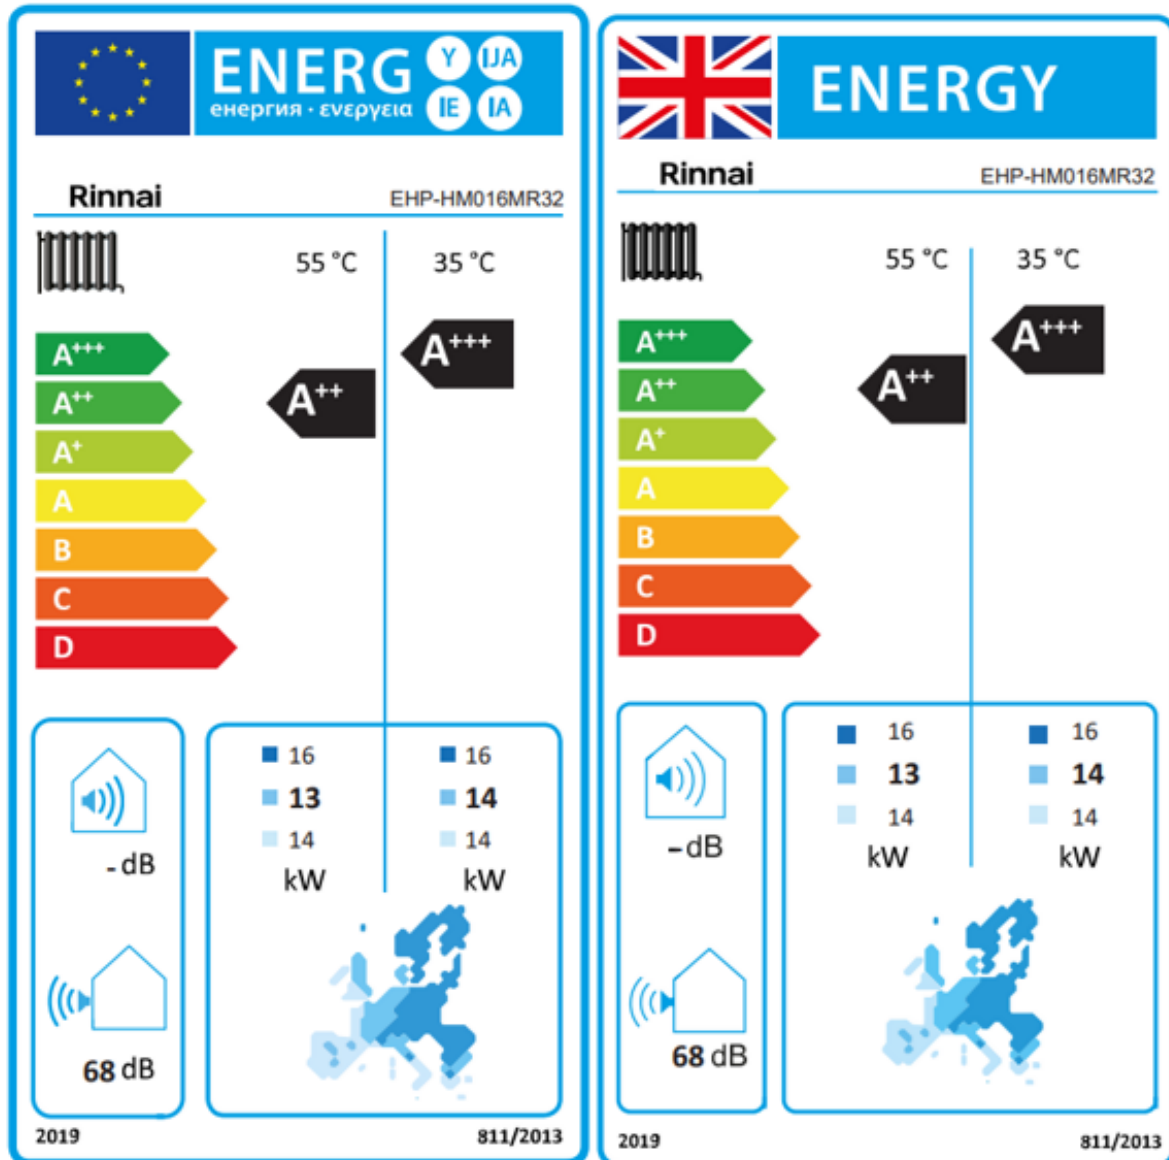 ENERG Y IJA
енергия · ενεργεια IE IA
Rinnai EHP-HM016MR32
55 °C 35 °C
A+++
A+++
A++
A++
A+
A
B
C
D
16 16
13 14
14 14
kW kW
- dB
68 dB
2019 811/2013
ENERGY
Rinnai EHP-HM016MR32
55 °C 35 °C
A+++
A+++
A++
A++
A+
A
B
C
D
16 16
13 14
14 14
kW kW
- dB
68 dB
2019 811/2013